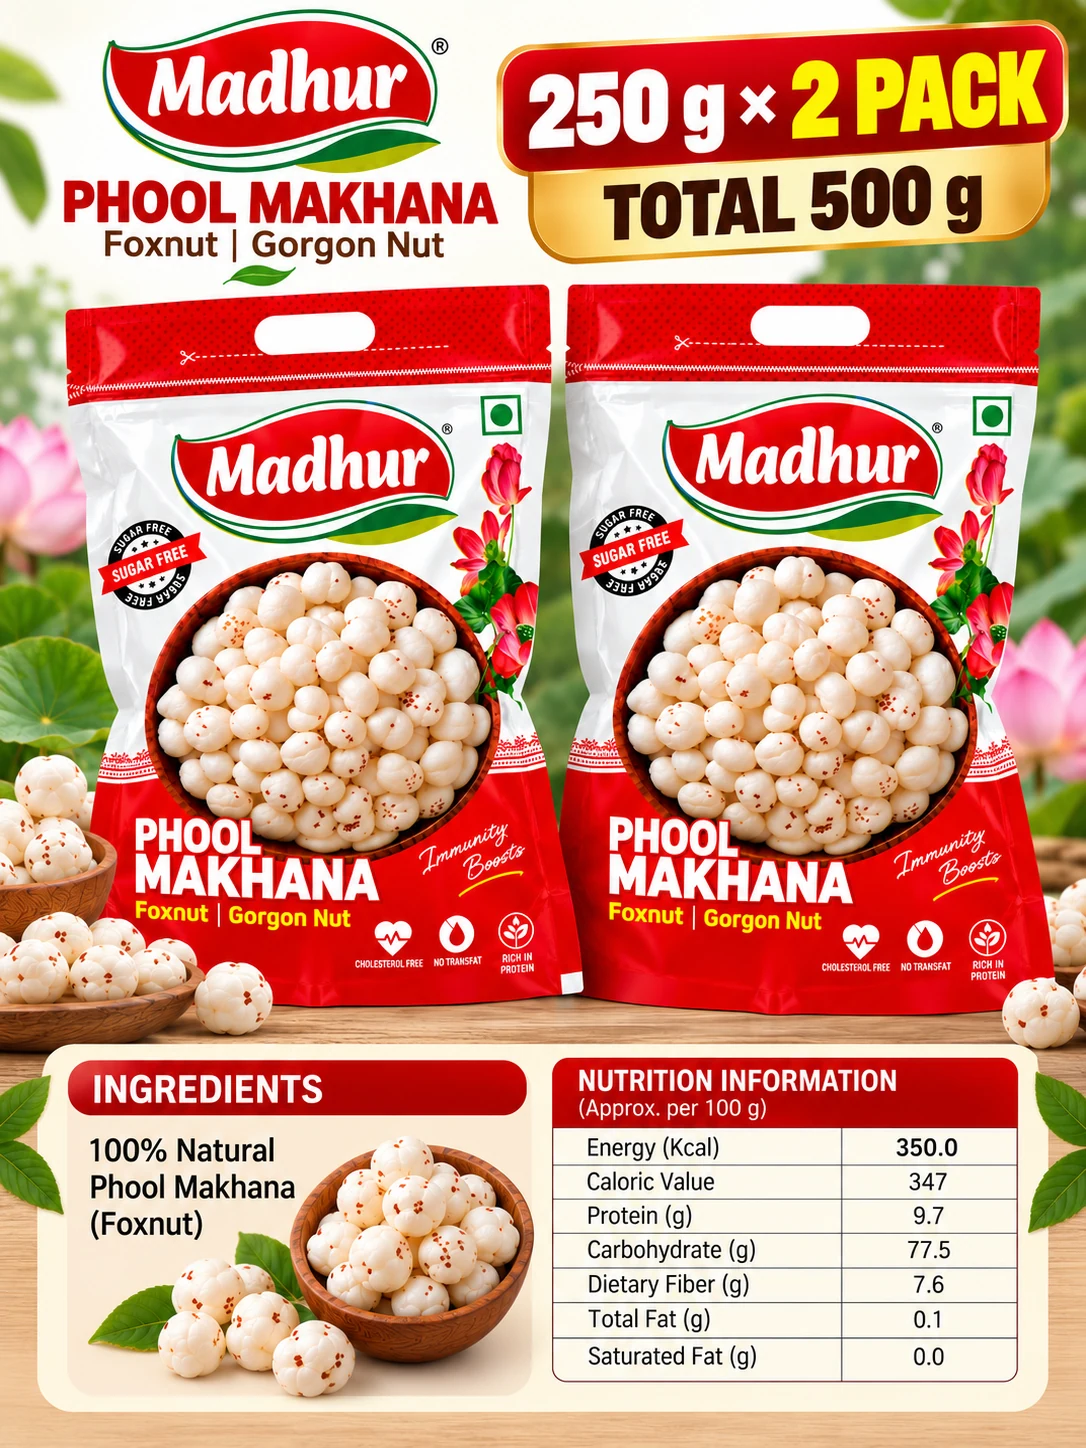 Madhur®
PHOOL MAKHANA
Foxnut | Gorgon Nut
250 g × 2 PACK
TOTAL 500 g
Madhur®
SUGAR FREE
SUGAR FREE
SUGAR FREE
PHOOL
MAKHANA
Foxnut | Gorgon Nut
Immunity
Boosts
CHOLESTEROL FREE
NO TRANSFAT
RICH IN
PROTEIN
Madhur®
SUGAR FREE
SUGAR FREE
PHOOL
MAKHANA
Foxnut | Gorgon Nut
Immunity
Boosts
CHOLESTEROL FREE
NO TRANSFAT
RICH IN
PROTEIN
INGREDIENTS
100% Natural
Phool Makhana
(Foxnut)
NUTRITION INFORMATION
(Approx. per 100 g)
Energy (Kcal) 350.0
Caloric Value 347
Protein (g) 9.7
Carbohydrate (g) 77.5
Dietary Fiber (g) 7.6
Total Fat (g) 0.1
Saturated Fat (g) 0.0